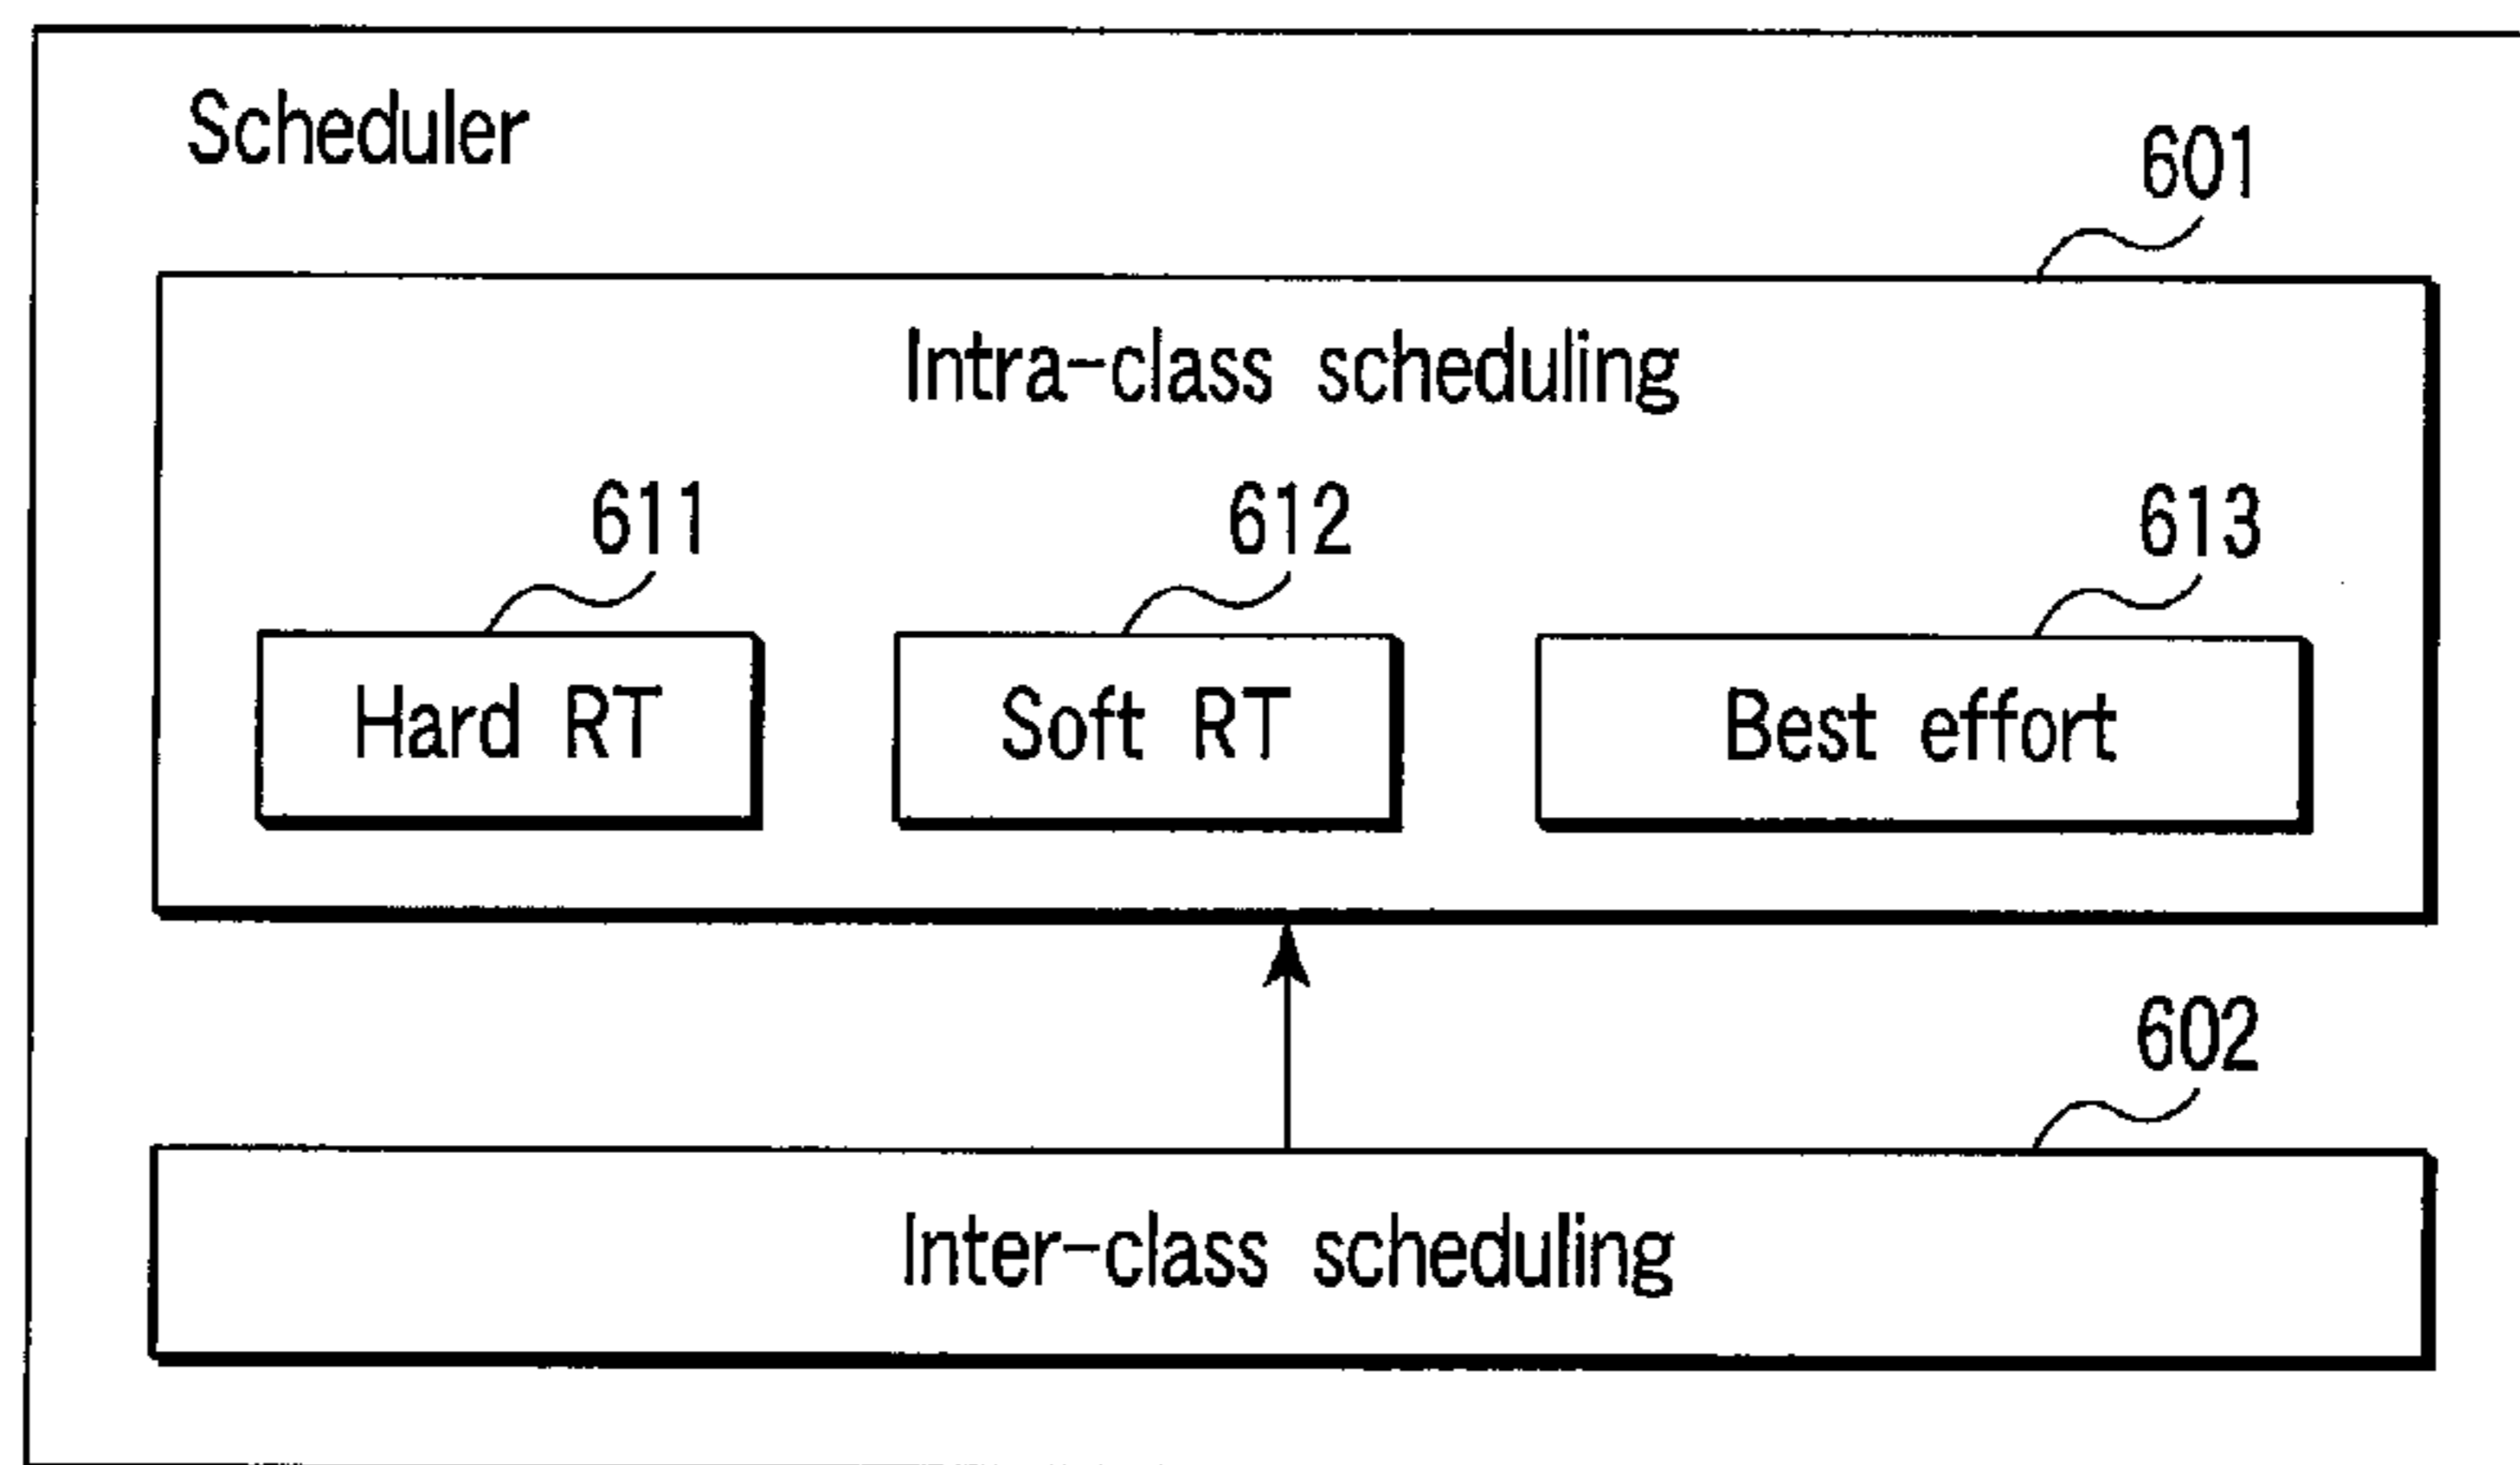 Scheduler
601
Intra-class scheduling
611 612 613
Hard RT Soft RT Best effort
602
Inter-class scheduling